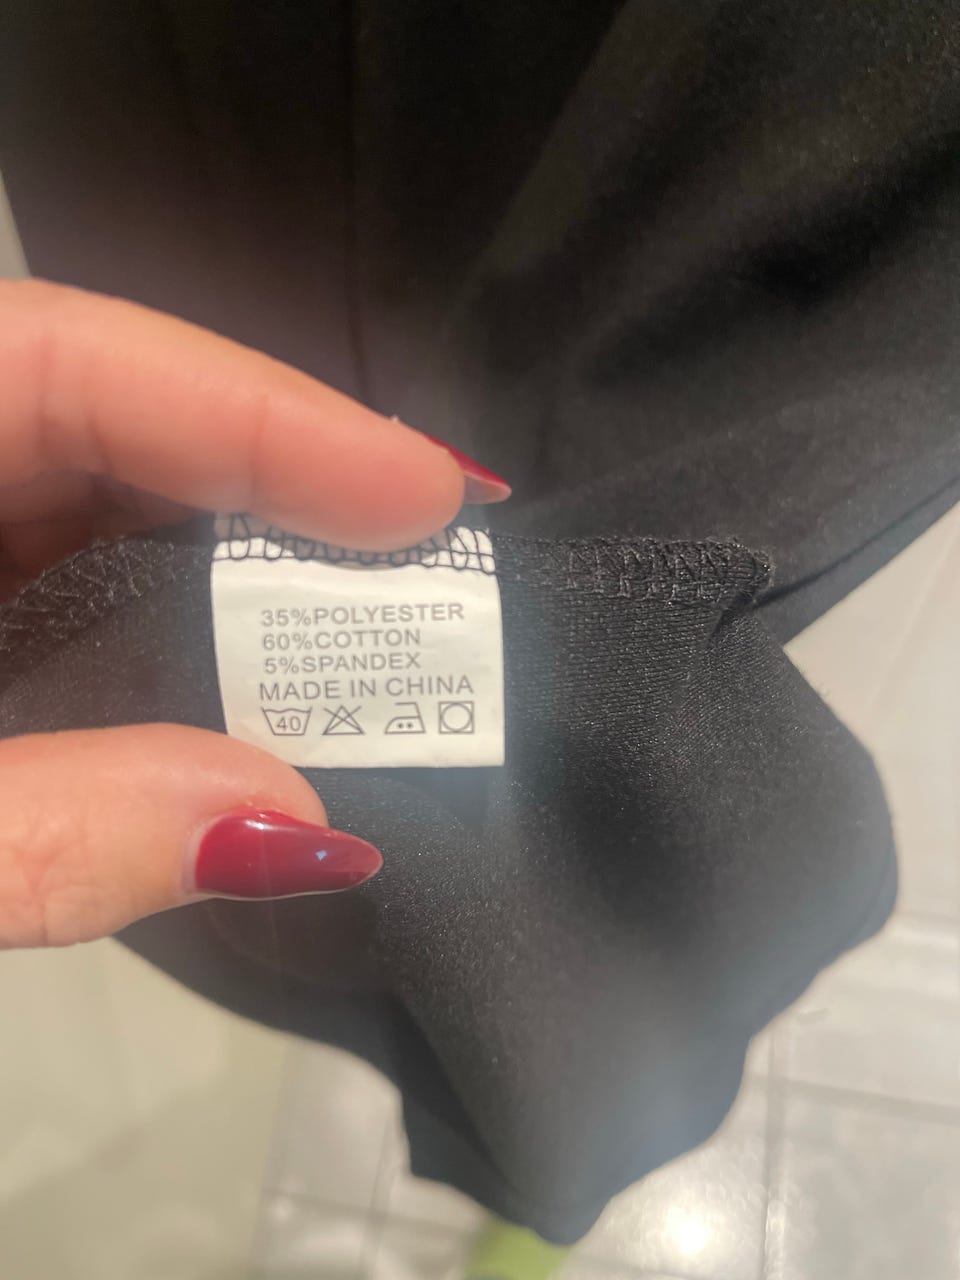 35%POLYESTER
60%COTTON
5%SPANDEX
MADE IN CHINA
40